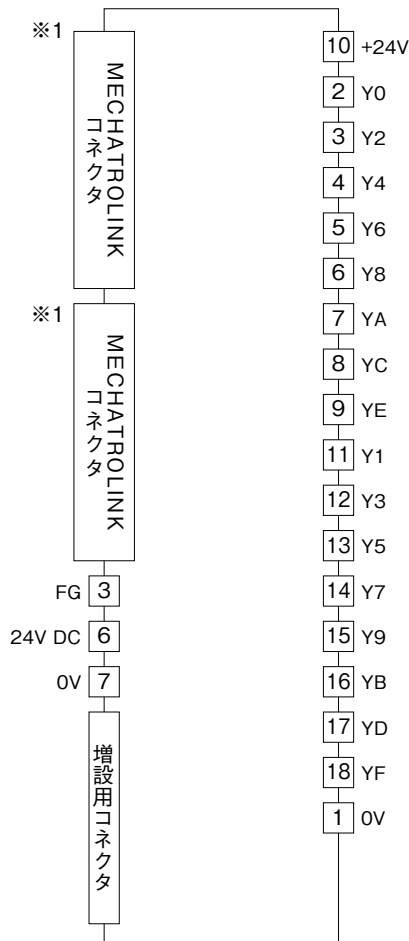 ※1
MECHATROLINK
コネクタ
※1
MECHATROLINK
コネクタ
FG 3
24V DC 6
0V 7
増設用コネクタ
10 +24V
2 Y0
3 Y2
4 Y4
5 Y6
6 Y8
7 YA
8 YC
9 YE
11 Y1
12 Y3
13 Y5
14 Y7
15 Y9
16 YB
17 YD
18 YF
1 0V